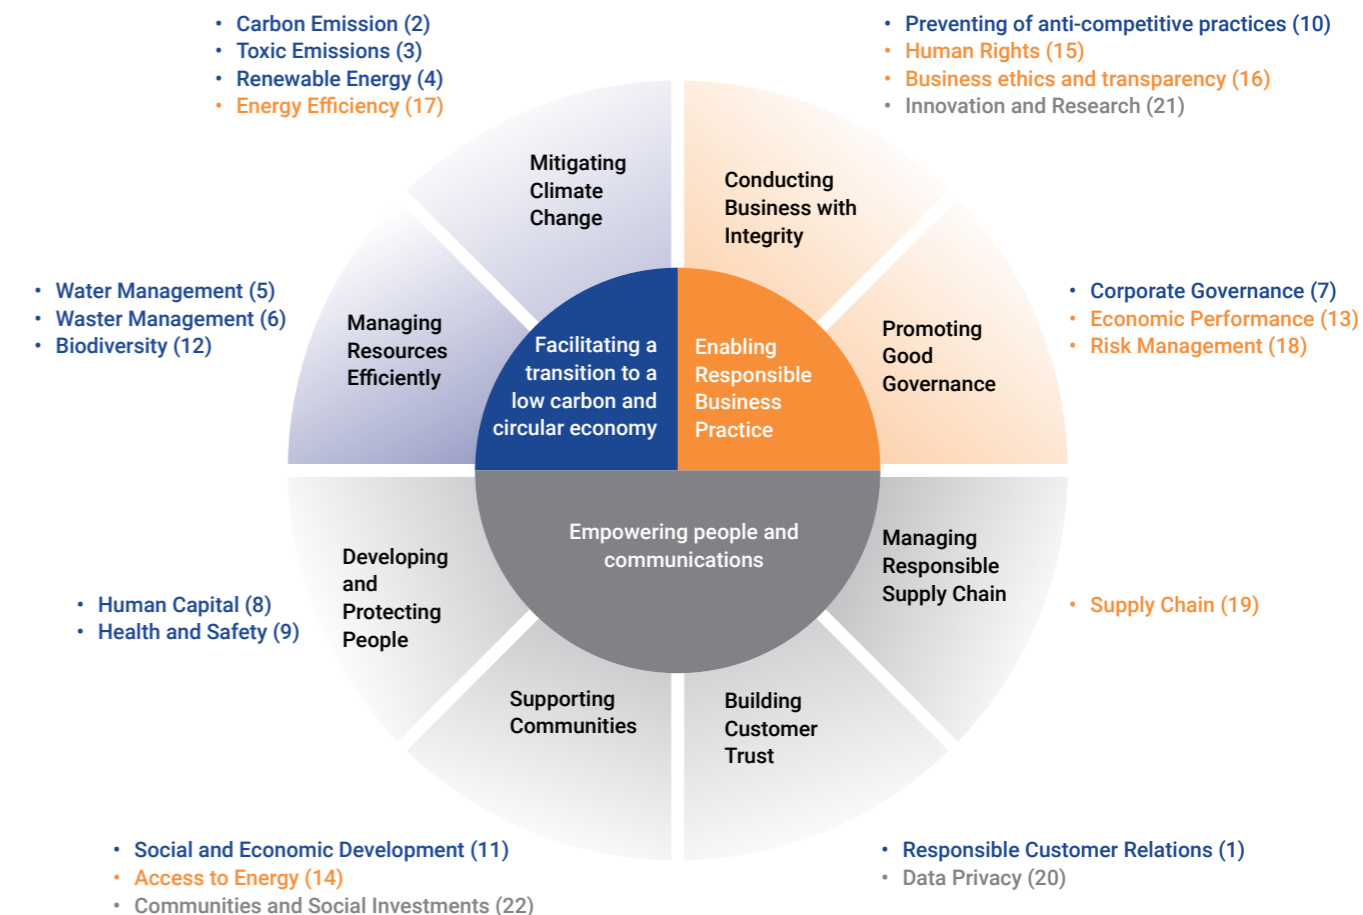 • Carbon Emission (2)
• Toxic Emissions (3)
• Renewable Energy (4)
• Energy Efficiency (17)
• Preventing of anti-competitive practices (10)
• Human Rights (15)
• Business ethics and transparency (16)
• Innovation and Research (21)
Mitigating
Climate
Change
Conducting
Business with
Integrity
• Water Management (5)
• Waster Management (6)
• Biodiversity (12)
Managing
Resources
Efficiently
Facilitating a
transition to a
low carbon and
circular economy
Enabling
Responsible
Business
Practice
Promoting
Good
Governance
• Corporate Governance (7)
• Economic Performance (13)
• Risk Management (18)
Empowering people and
communications
• Human Capital (8)
• Health and Safety (9)
Developing
and
Protecting
People
Managing
Responsible
Supply Chain
• Supply Chain (19)
Supporting
Communities
Building
Customer
Trust
• Social and Economic Development (11)
• Access to Energy (14)
• Communities and Social Investments (22)
• Responsible Customer Relations (1)
• Data Privacy (20)